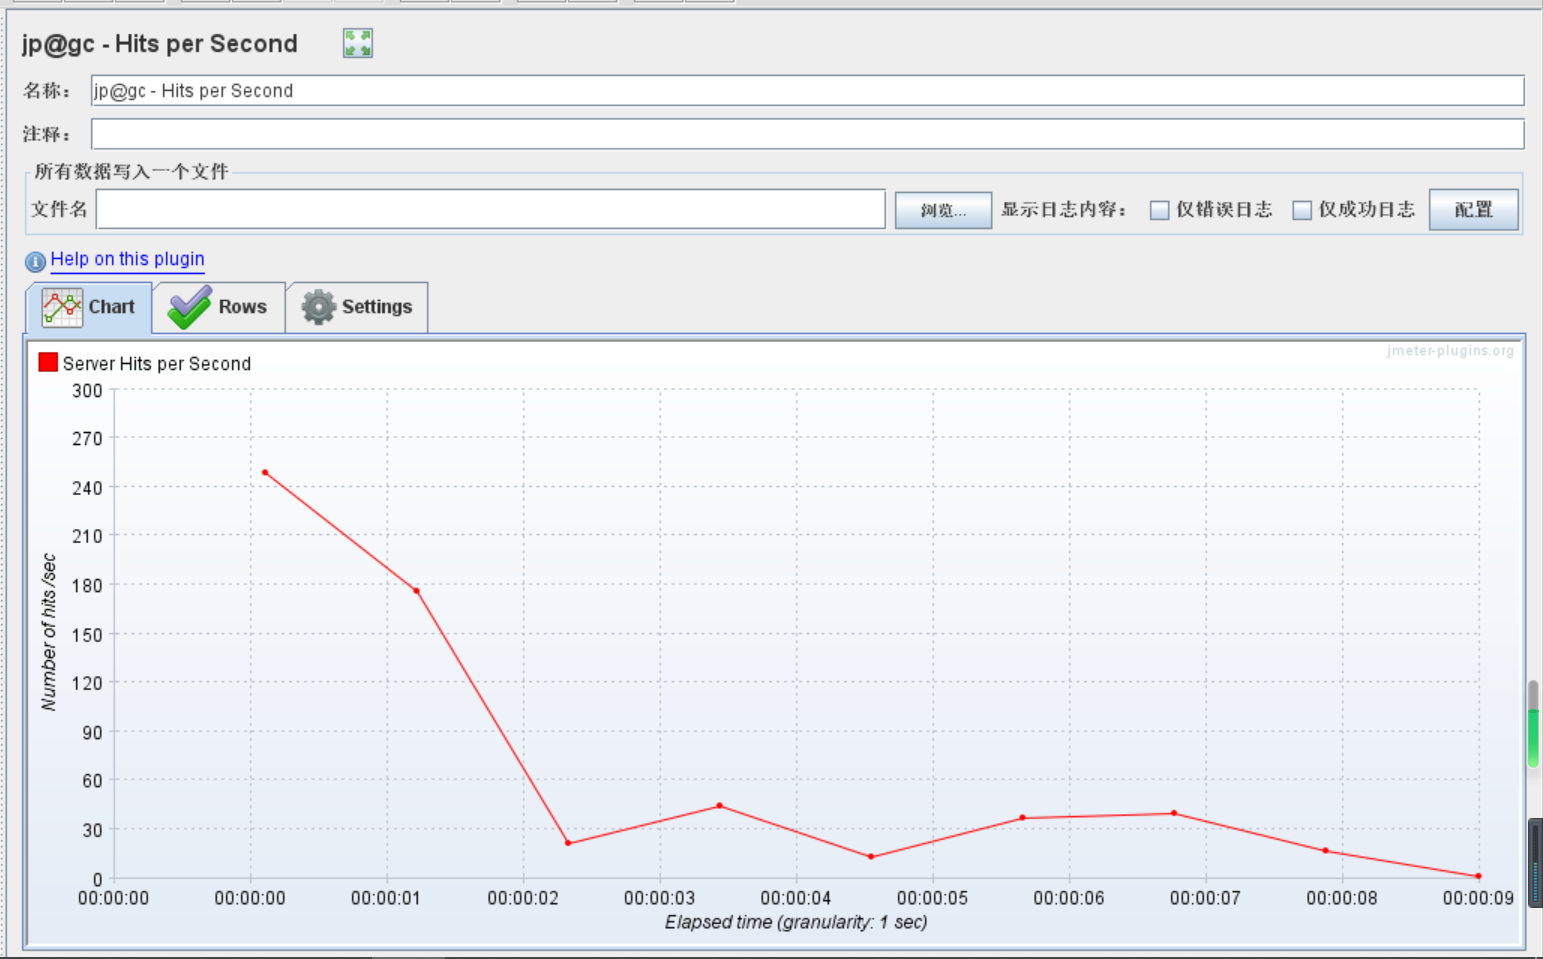 jp@gc - Hits per Second
名称： jp@gc - Hits per Second
注释：
所有数据写入一个文件
文件名 浏览... 显示日志内容： 仅错误日志 仅成功日志 配置
Help on this plugin
Chart Rows Settings
jmeter-plugins.org
Server Hits per Second
300
270
240
210
180
150
120
90
60
30
0
Number of hits /sec
00:00:00 00:00:00 00:00:01 00:00:02 00:00:03 00:00:04 00:00:05 00:00:06 00:00:07 00:00:08 00:00:09
Elapsed time (granularity: 1 sec)